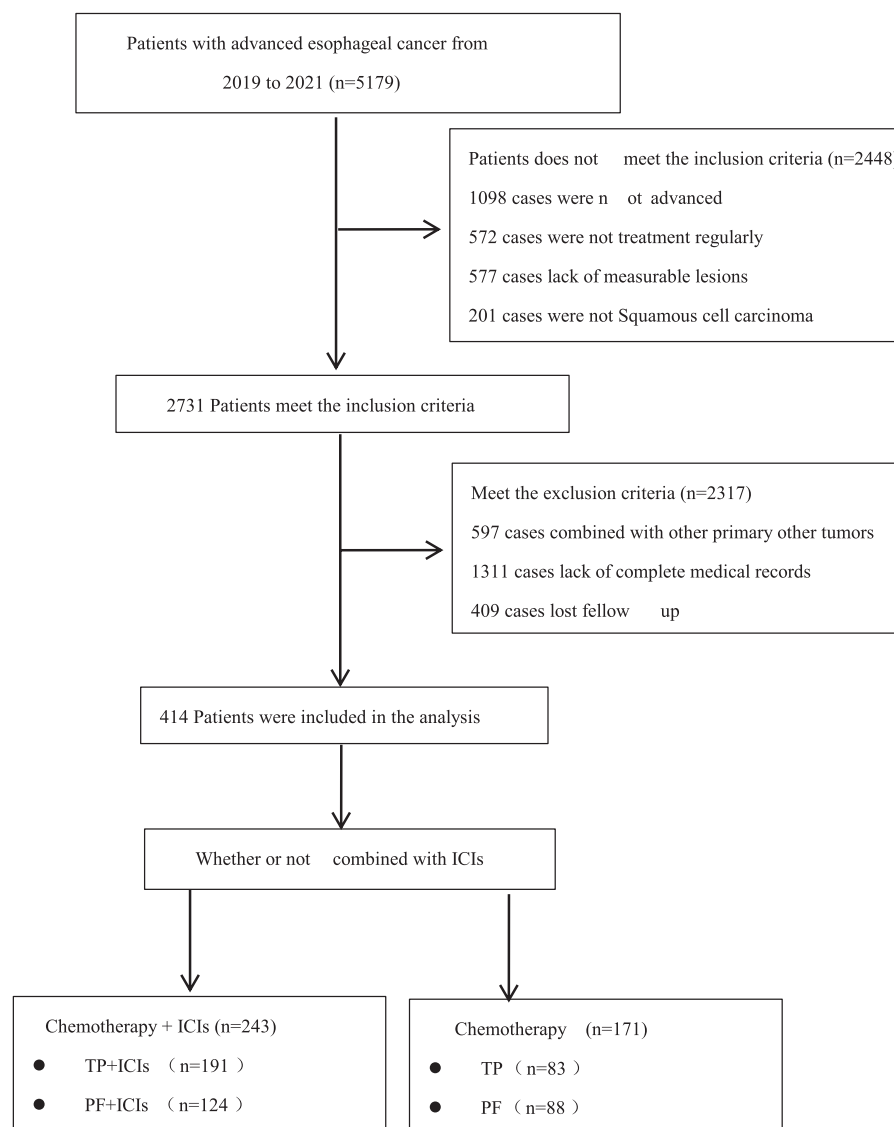 Patients with advanced esophageal cancer from
2019 to 2021 (n=5179)
Patients does not meet the inclusion criteria (n=2448)
1098 cases were n ot advanced
572 cases were not treatment regularly
577 cases lack of measurable lesions
201 cases were not Squamous cell carcinoma
2731 Patients meet the inclusion criteria
Meet the exclusion criteria (n=2317)
597 cases combined with other primary other tumors
1311 cases lack of complete medical records
409 cases lost fellow up
414 Patients were included in the analysis
Whether or not combined with ICIs
Chemotherapy + ICIs (n=243)
● TP+ICIs （n=191）
● PF+ICIs （n=124）
Chemotherapy (n=171)
● TP（n=83）
● PF（n=88）